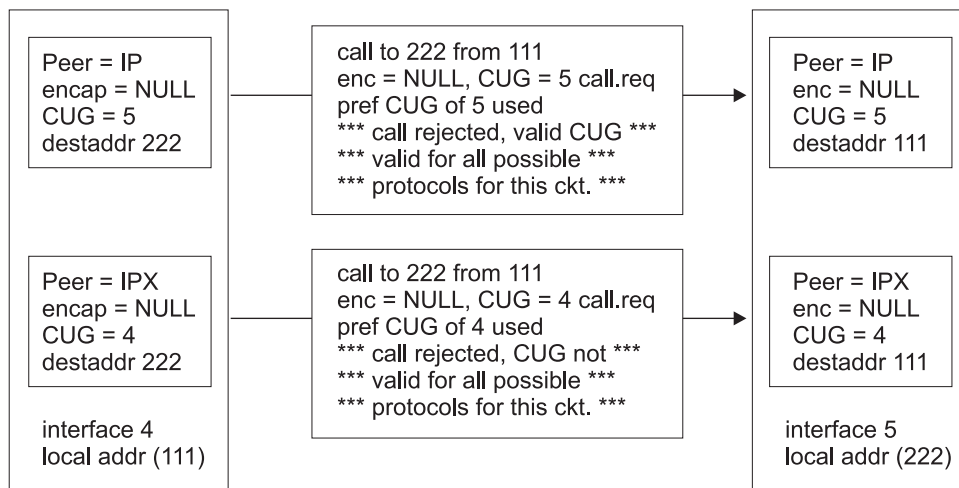 Peer = IP
encap = NULL
CUG = 5
destaddr 222
call to 222 from 111
enc = NULL, CUG = 5 call.req
pref CUG of 5 used
*** call rejected, valid CUG ***
*** valid for all possible ***
*** protocols for this ckt. ***
Peer = IP
enc = NULL
CUG = 5
destaddr 111
Peer = IPX
encap = NULL
CUG = 4
destaddr 222
call to 222 from 111
enc = NULL, CUG = 4 call.req
pref CUG of 4 used
*** call rejected, CUG not ***
*** valid for all possible ***
*** protocols for this ckt. ***
Peer = IPX
enc = NULL
CUG = 4
destaddr 111
interface 4
local addr (111)
interface 5
local addr (222)